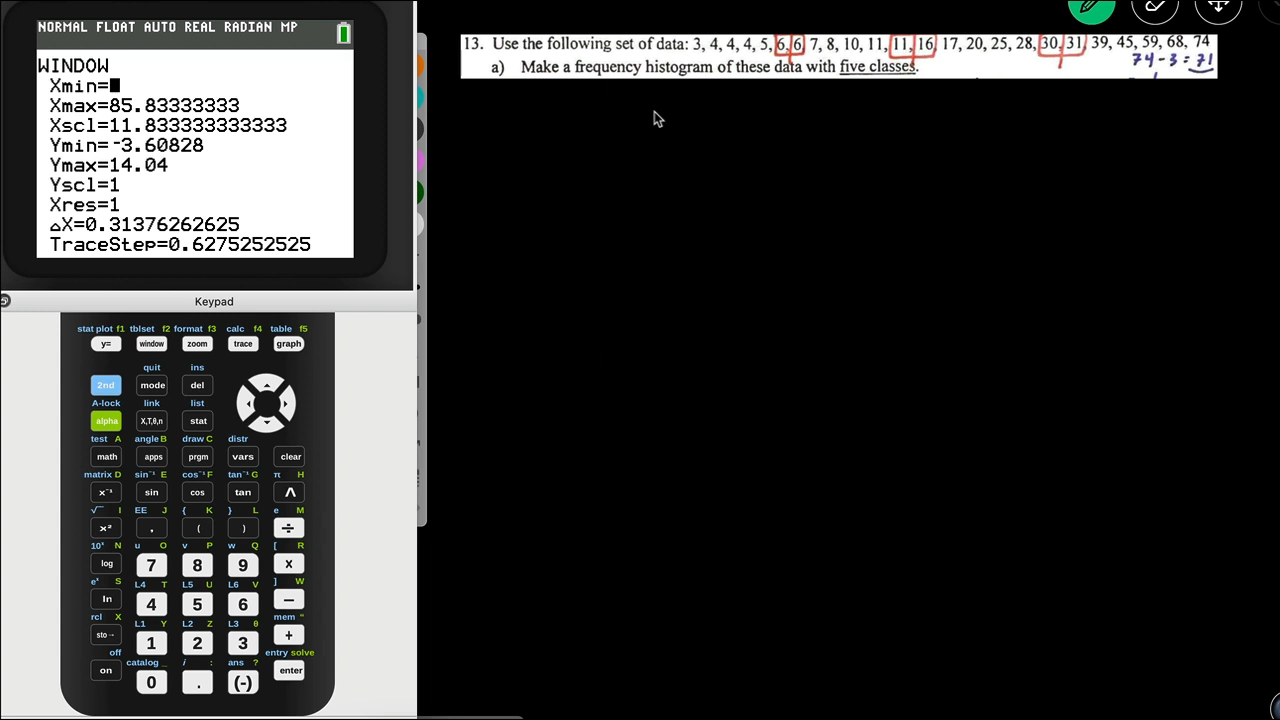 NORMAL FLOAT AUTO REAL RADIAN MP
WINDOW
Xmin=
Xmax=85.83333333
Xscl=11.833333333333
Ymin=-3.60828
Ymax=14.04
Yscl=1
Xres=1
△X=0.31376262625
TraceStep=0.6275252525
Keypad
stat plot f1 tblset f2 format f3 calc f4 table f5
y= window zoom trace graph
quit ins
2nd mode del
A-lock link list
alpha X,T,θ,n stat
test A angle B draw C distr
math apps prgm vars clear
matrix D sin⁻¹ E cos⁻¹ F tan⁻¹ G π H
x⁻¹ sin cos tan ^
√ I EE J { K } L e M
x² , ( ) ÷
10ˣ N u O v P w Q [ R
log 7 8 9 x
eˣ S L4 T L5 U L6 V ] W
ln 4 5 6 −
rcl X L1 Y L2 Z L3 θ mem "
sto→ 1 2 3 +
off catalog _ i : ans ? entry solve
on 0 . (-) enter
13. Use the following set of data: 3, 4, 4, 4, 5, 6, 6, 7, 8, 10, 11, 11, 16, 17, 20, 25, 28, 30, 31, 39, 45, 59, 68, 74
a) Make a frequency histogram of these data with five classes.
74-3=71